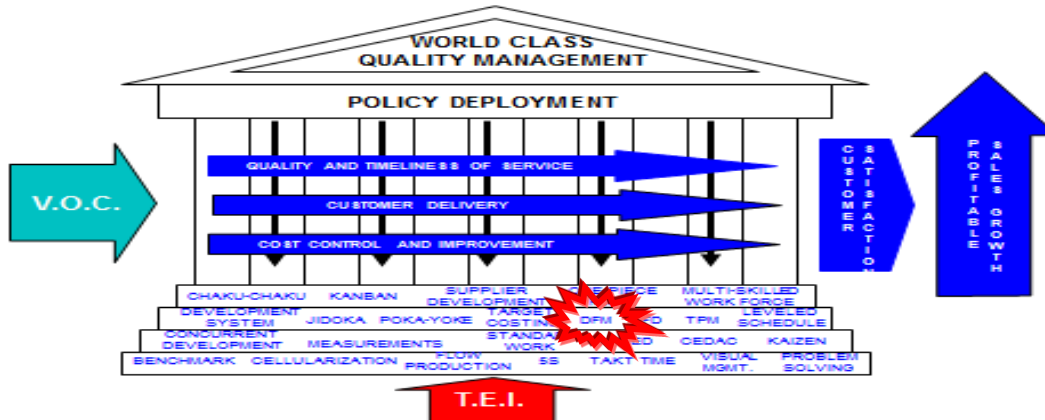 WORLD CLASS
QUALITY MANAGEMENT
POLICY DEPLOYMENT
V.O.C.
QUALITY AND TIMELINESS OF SERVICE
CUSTOMER DELIVERY
COST CONTROL AND IMPROVEMENT
CUSTOMER
SATISFACTION
PROFITABLE
SALES GROWTH
CHAKU-CHAKU
KANBAN
SUPPLIER
DEVELOPMENT
MULTI-SKILLED
WORK FORCE
DEVELOPMENT
SYSTEM
JIDOKA
POKA-YOKE
TARGET
COSTING
DFM
TPM
LEVELED
SCHEDULE
CONCURRENT
DEVELOPMENT
MEASUREMENTS
WORK
CEDAC
KAIZEN
BENCHMARK
CELLULARIZATION
FLOW
PRODUCTION
5S
TAKT TIME
VISUAL
MGMT.
PROBLEM
SOLVING
T.E.I.